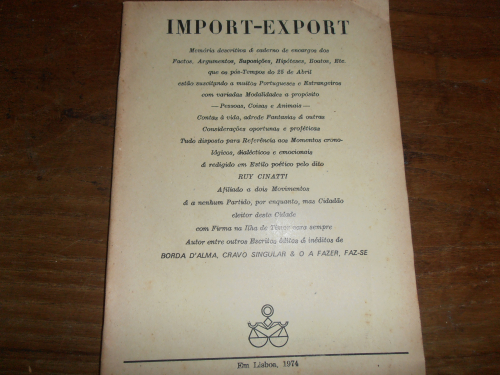 IMPORT-EXPORT
Memória descritiva & caderno de encargos dos
Factos, Argumentos, Suposições, Hipóteses, Boatos, Etc.
que os pós-Tempos do 25 de Abril
estão suscitando a muitos Portugueses e Estrangeiros
com variadas Modalidades a propósito
—Pessoas, Coisas e Animais—
Contas à vida, adrede Fantasias & outras
Considerações oportunas e proféticas
Tudo disposto para Referência aos Momentos crono-
lógicos, dialécticos e emocionais
& redigido em Estilo poético pelo dito
RUY CINATTI
Afiliado a dois Movimentos
& a nenhum Partido, por enquanto, mas Cidadão
eleitor desta Cidade
com Firma na Ilha de Timor para sempre
Autor entre outros Escritos éditos & inéditos de
BORDA D'ALMA, CRAVO SINGULAR & O A FAZER, FAZ-SE
Em Lisboa, 1974